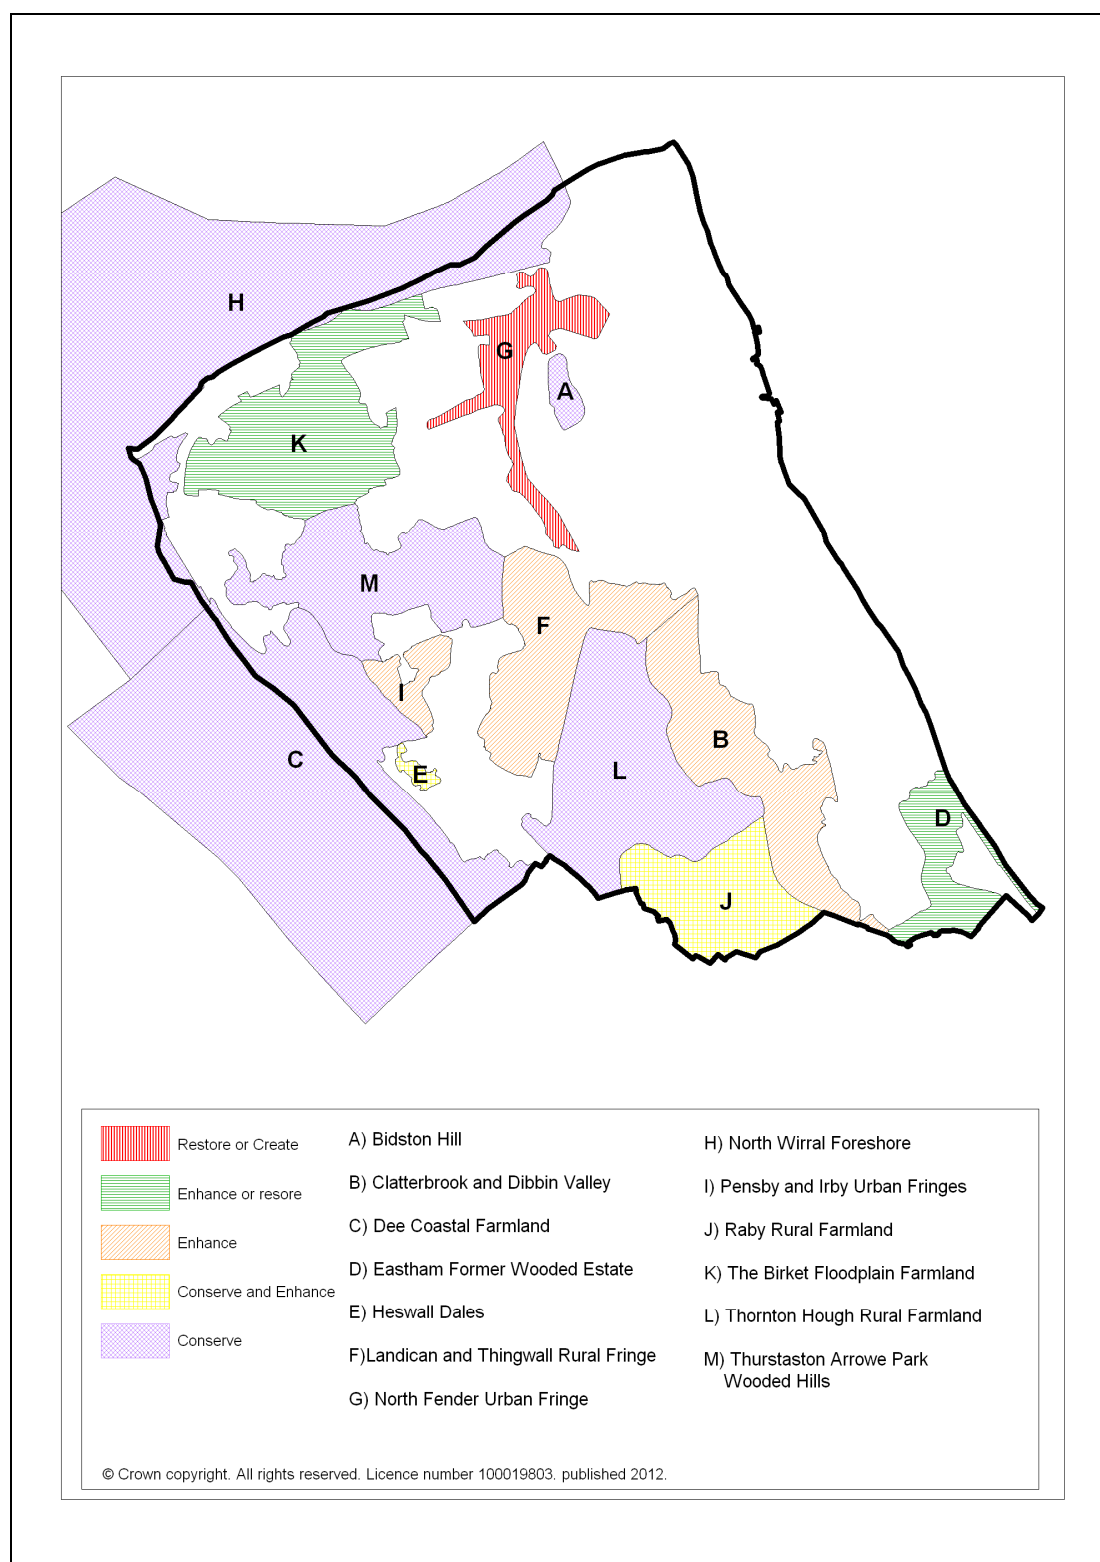 H
G
A
K
M
F
I
B
C
E
L
D
J
Restore or Create
Enhance or resore
Enhance
Conserve and Enhance
Conserve
A) Bidston Hill
B) Clatterbrook and Dibbin Valley
C) Dee Coastal Farmland
D) Eastham Former Wooded Estate
E) Heswall Dales
F)Landican and Thingwall Rural Fringe
G) North Fender Urban Fringe
H) North Wirral Foreshore
I) Pensby and Irby Urban Fringes
J) Raby Rural Farmland
K) The Birket Floodplain Farmland
L) Thornton Hough Rural Farmland
M) Thurstaston Arrowe Park
Wooded Hills
© Crown copyright. All rights reserved. Licence number 100019803. published 2012.